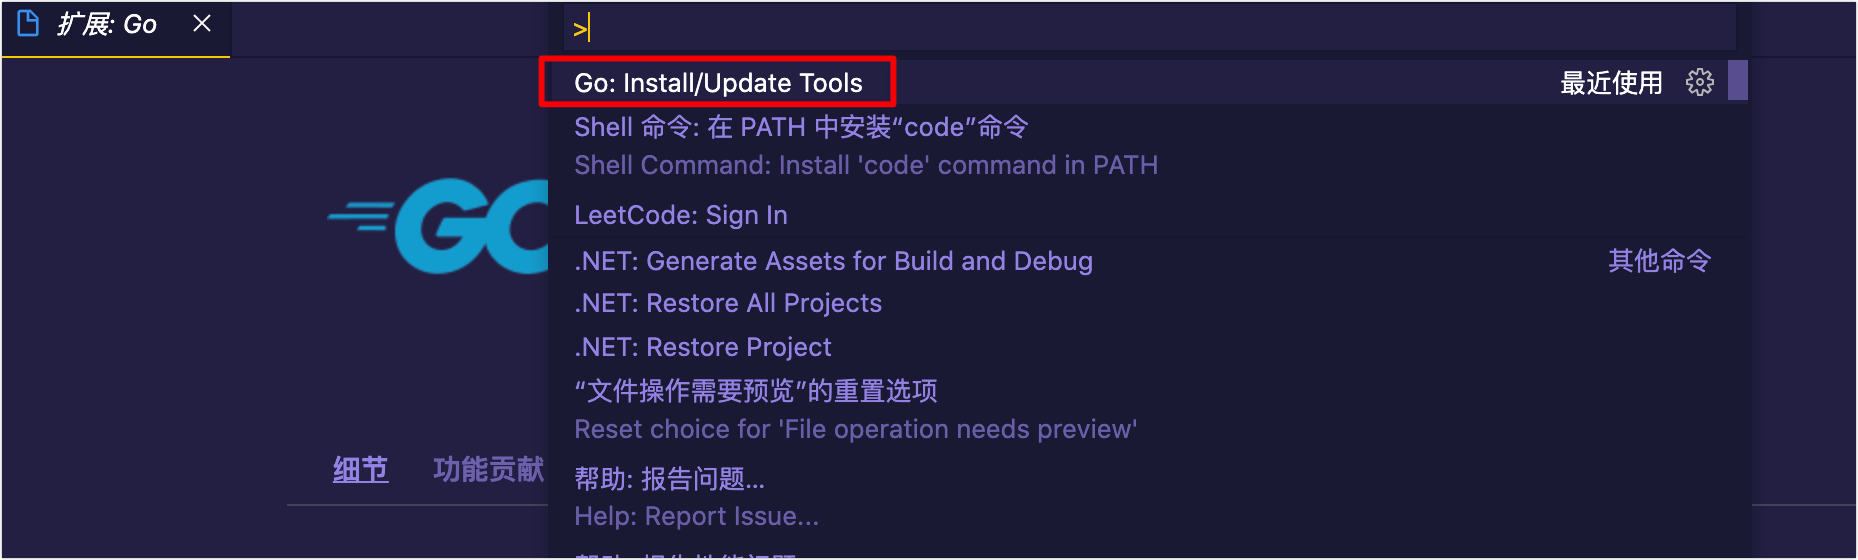 扩展: Go
>
Go: Install/Update Tools 最近使用
Shell 命令: 在 PATH 中安装“code”命令
Shell Command: Install 'code' command in PATH
LeetCode: Sign In
.NET: Generate Assets for Build and Debug 其他命令
.NET: Restore All Projects
.NET: Restore Project
“文件操作需要预览”的重置选项
Reset choice for 'File operation needs preview'
帮助: 报告问题...
Help: Report Issue...
GO
细节 功能贡献